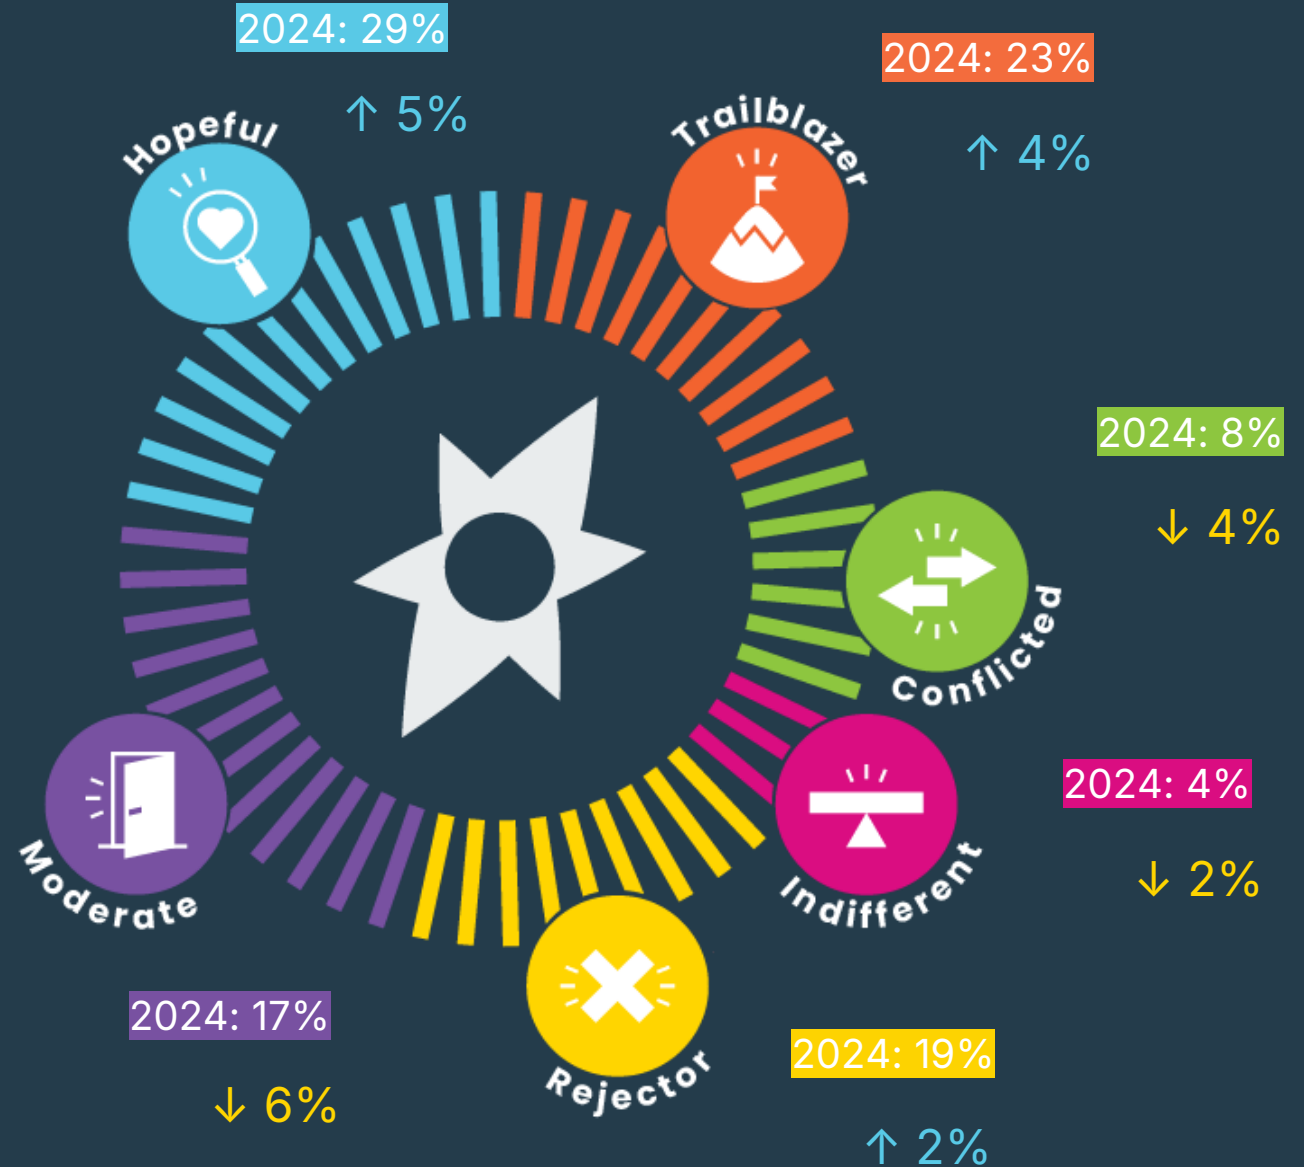 2024: 29%
↑ 5%
Hopeful
2024: 23%
↑ 4%
Trailblazer
2024: 8%
↓ 4%
Conflicted
2024: 4%
↓ 2%
Indifferent
2024: 19%
↑ 2%
Rejector
2024: 17%
↓ 6%
Moderate